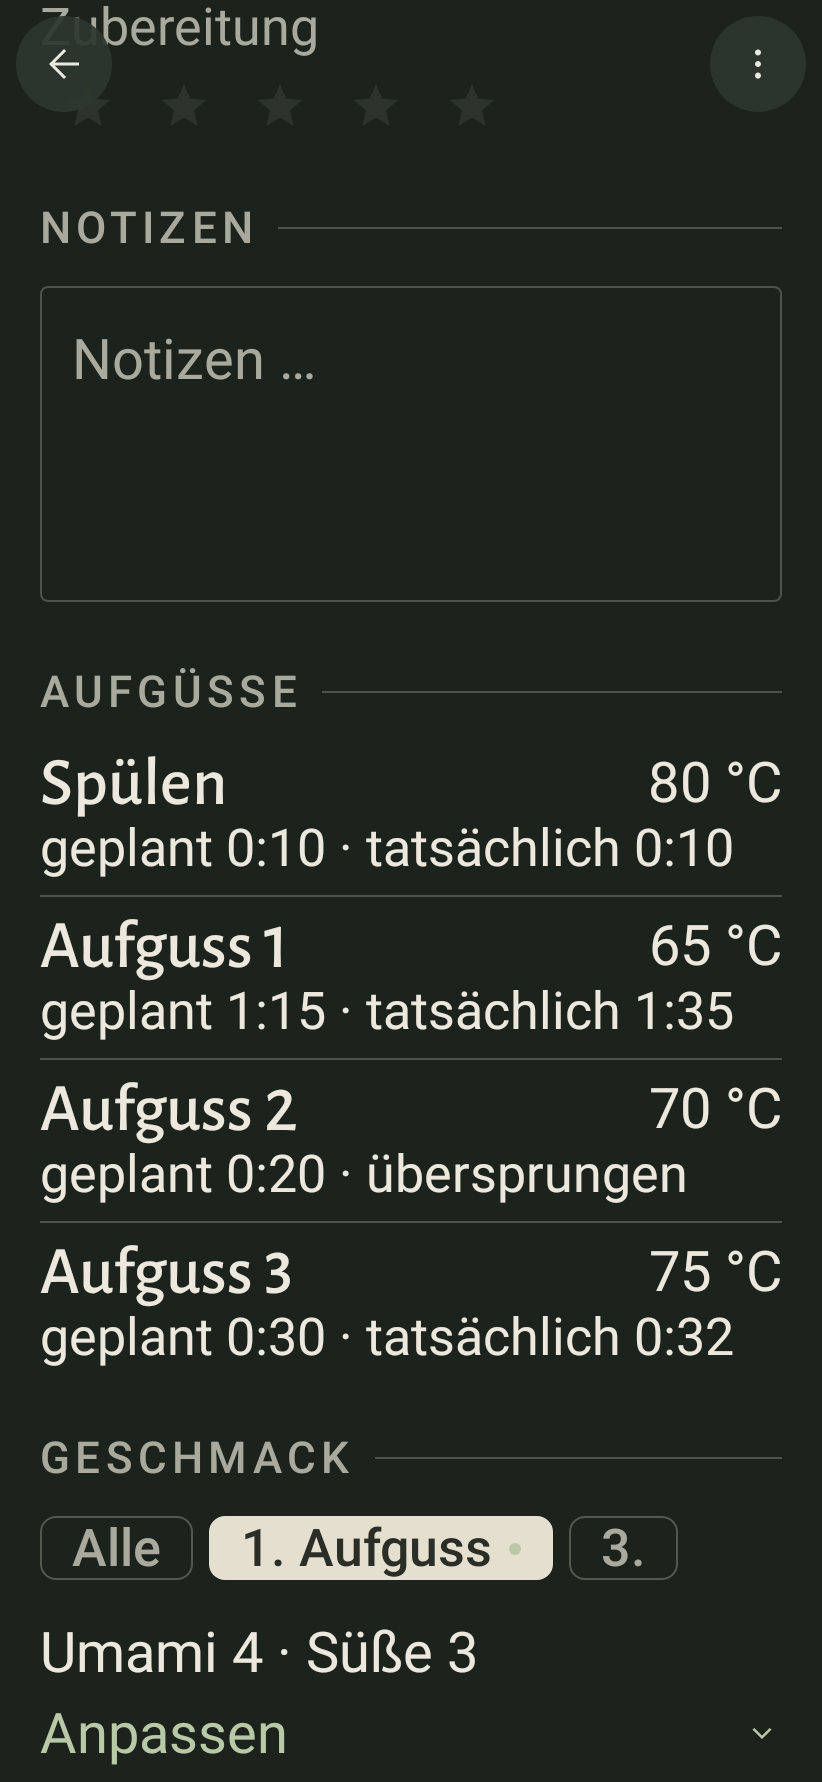 Zubereitung
NOTIZEN
Notizen …
AUFGÜSSE
Spülen 80 °C
geplant 0:10 · tatsächlich 0:10
Aufguss 1 65 °C
geplant 1:15 · tatsächlich 1:35
Aufguss 2 70 °C
geplant 0:20 · übersprungen
Aufguss 3 75 °C
geplant 0:30 · tatsächlich 0:32
GESCHMACK
Alle 1. Aufguss 3.
Umami 4 · Süße 3
Anpassen